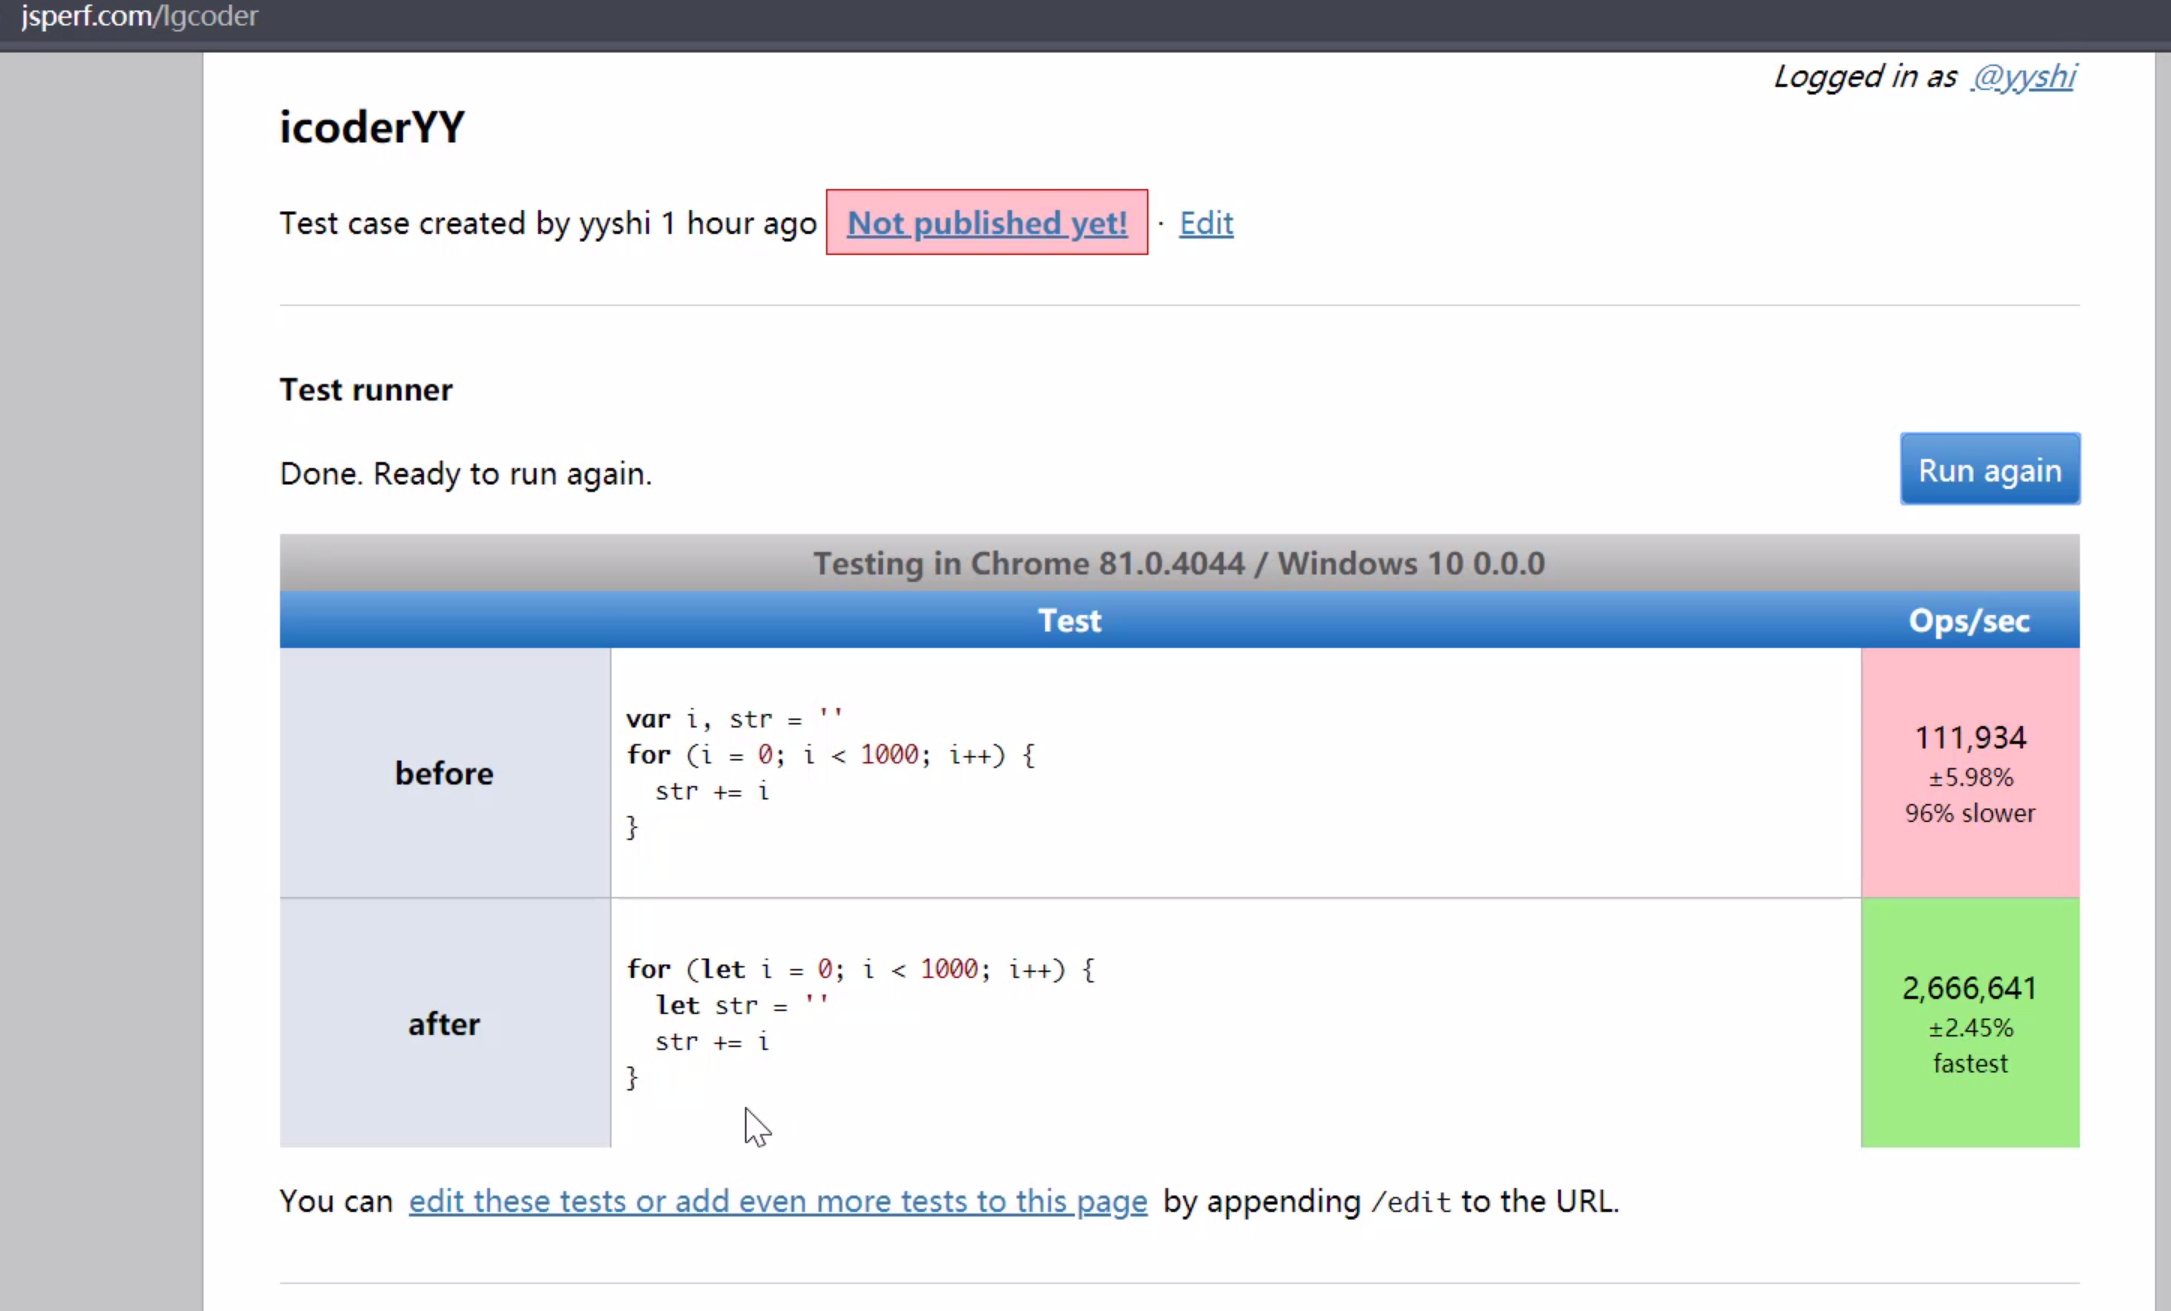 jsperf.com/lgcoder
Logged in as @yyshi
icoderYY
Test case created by yyshi 1 hour ago Not published yet! · Edit
Test runner
Done. Ready to run again.
Run again
Testing in Chrome 81.0.4044 / Windows 10 0.0.0
Test Ops/sec
before
var i, str = ''
for (i = 0; i < 1000; i++) {
  str += i
}
111,934
±5.98%
96% slower
after
for (let i = 0; i < 1000; i++) {
  let str = ''
  str += i
}
2,666,641
±2.45%
fastest
You can edit these tests or add even more tests to this page by appending /edit to the URL.